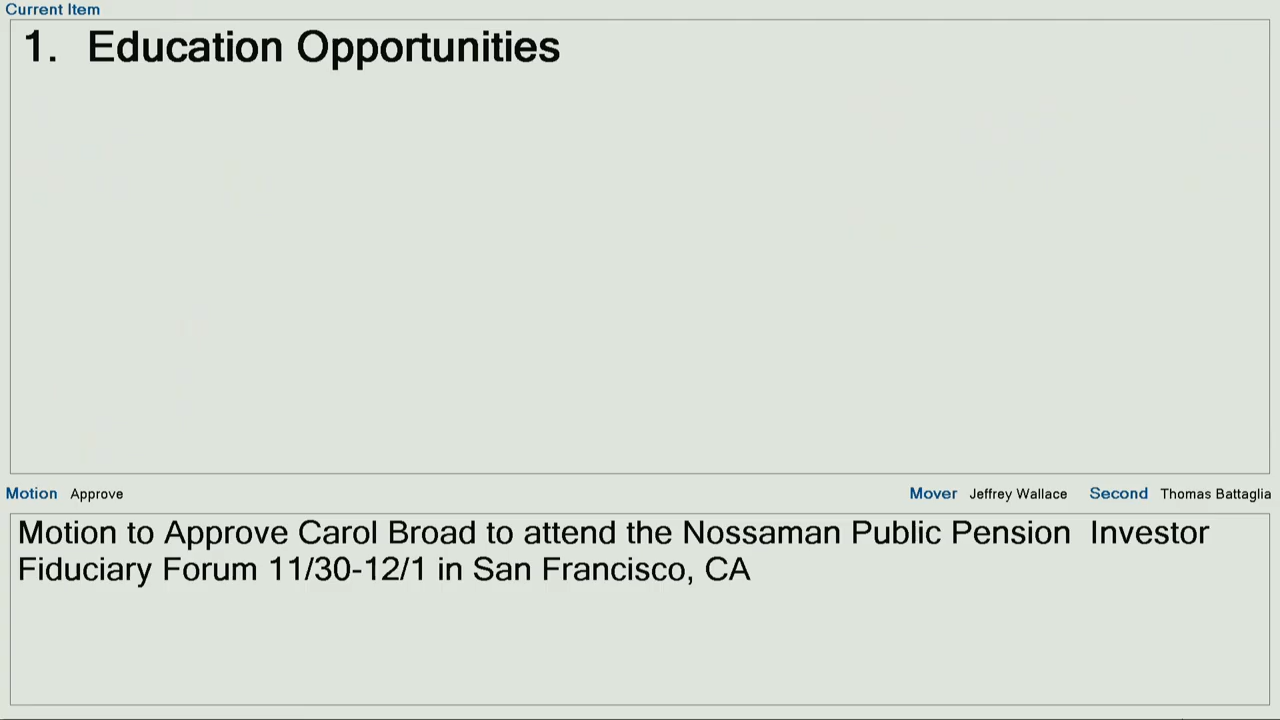 Current Item
1. Education Opportunities
Motion Approve Mover Jeffrey Wallace Second Thomas Battaglia
Motion to Approve Carol Broad to attend the Nossaman Public Pension  Investor
Fiduciary Forum 11/30-12/1 in San Francisco, CA